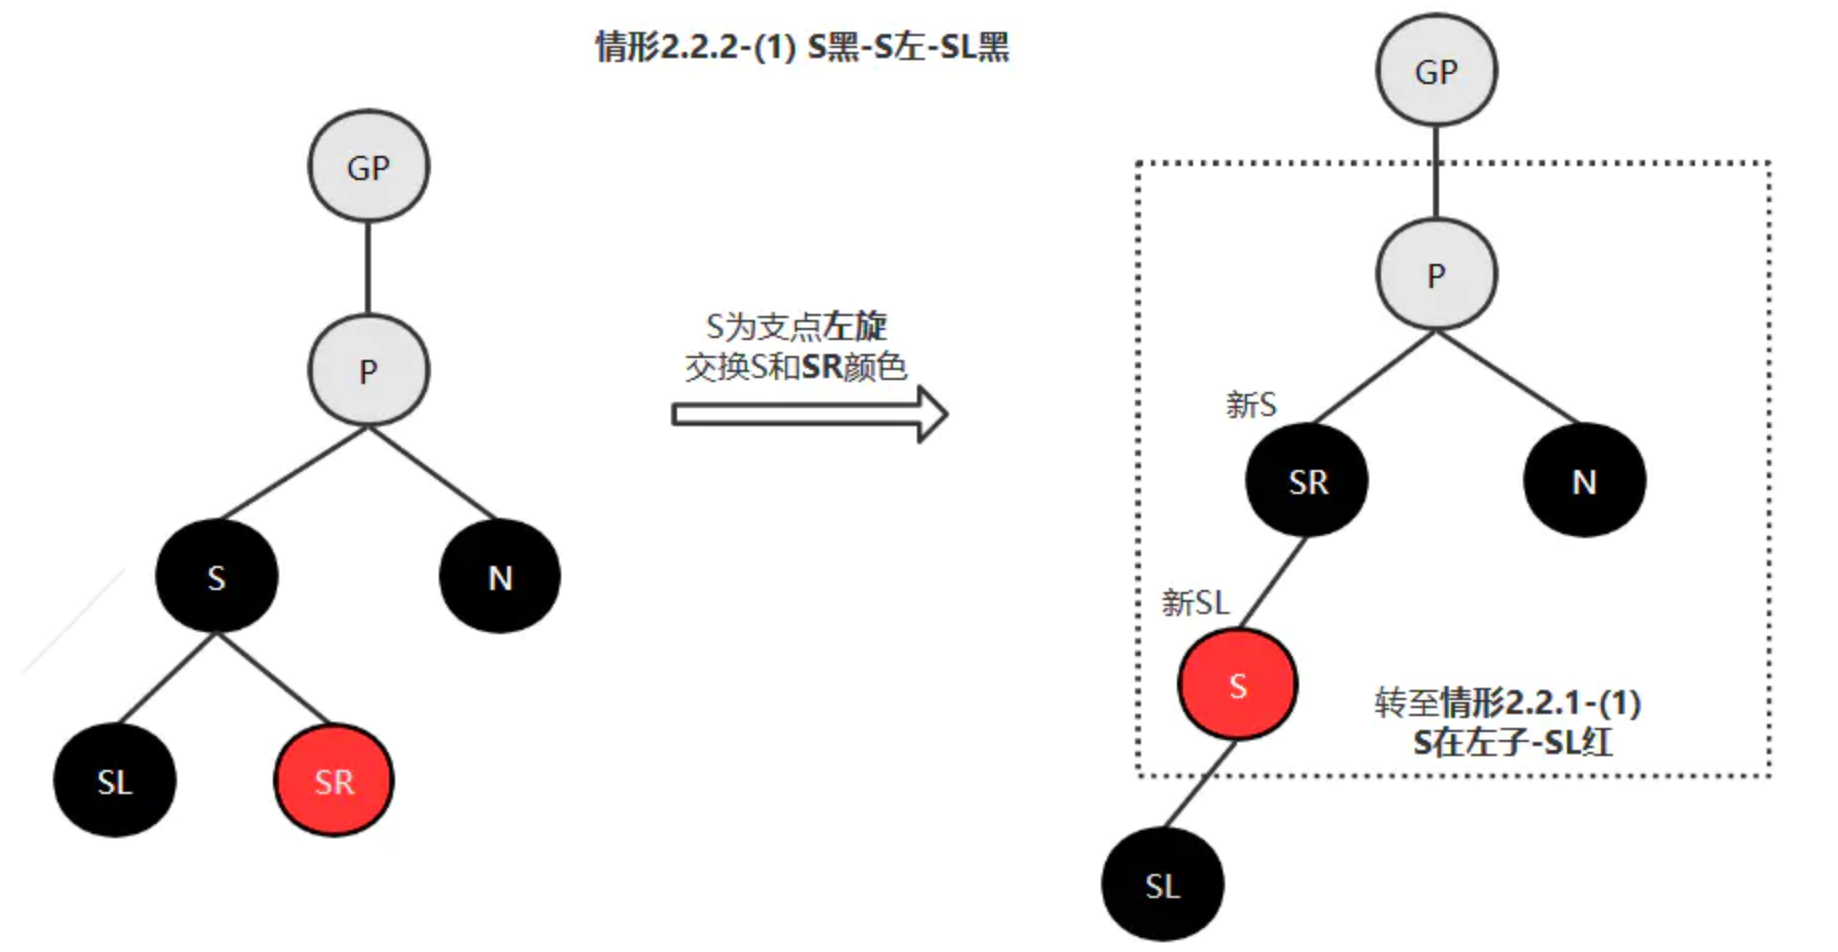 情形2.2.2-(1) S黑-S左-SL黑
GP
P
S
N
SL
SR
S为支点左旋
交换S和SR颜色
GP
P
新S
SR
N
新SL
S
转至情形2.2.1-(1)
S在左子-SL红
SL